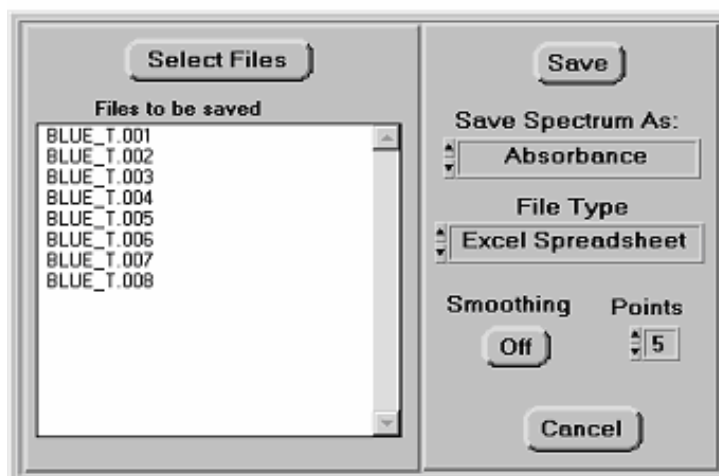 Select Files
Files to be saved
BLUE_T.001
BLUE_T.002
BLUE_T.003
BLUE_T.004
BLUE_T.005
BLUE_T.006
BLUE_T.007
BLUE_T.008
Save
Save Spectrum As:
Absorbance
File Type
Excel Spreadsheet
Smoothing Points
Off 5
Cancel